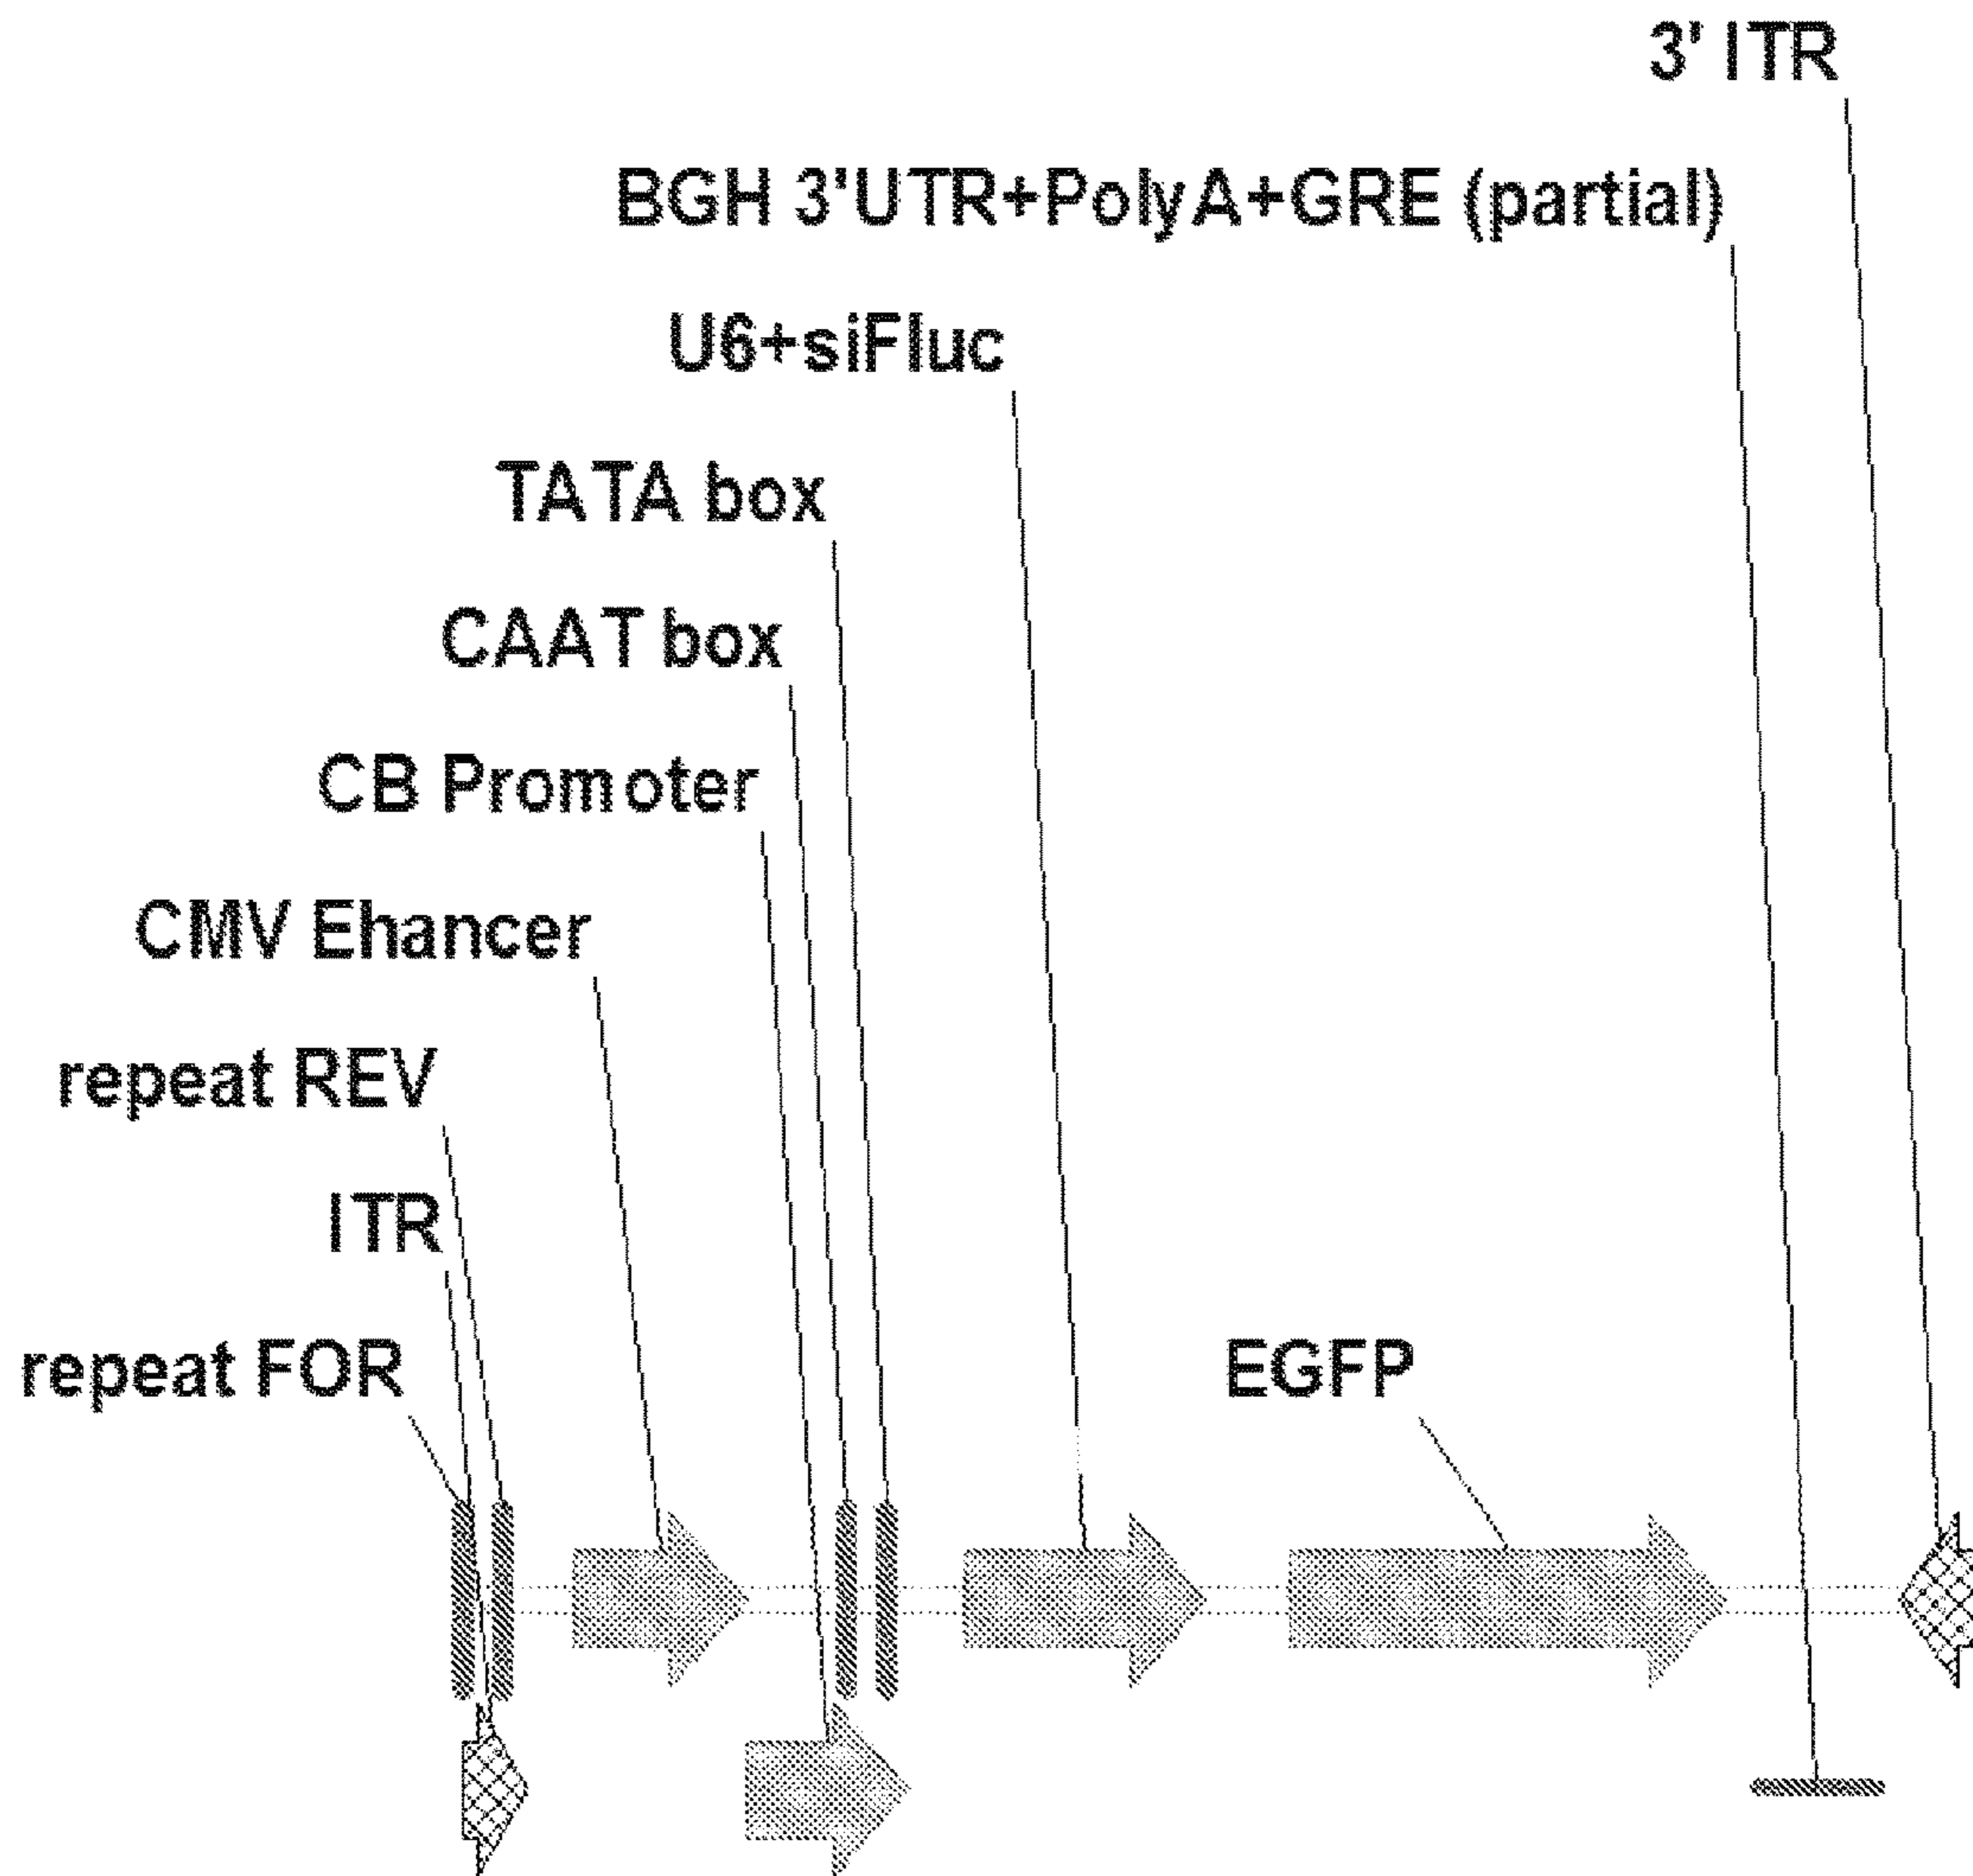 3' ITR
BGH 3'UTR+PolyA+GRE (partial)
U6+siFluc
TATA box
CAAT box
CB Promoter
CMV Ehancer
repeat REV
ITR
repeat FOR
EGFP